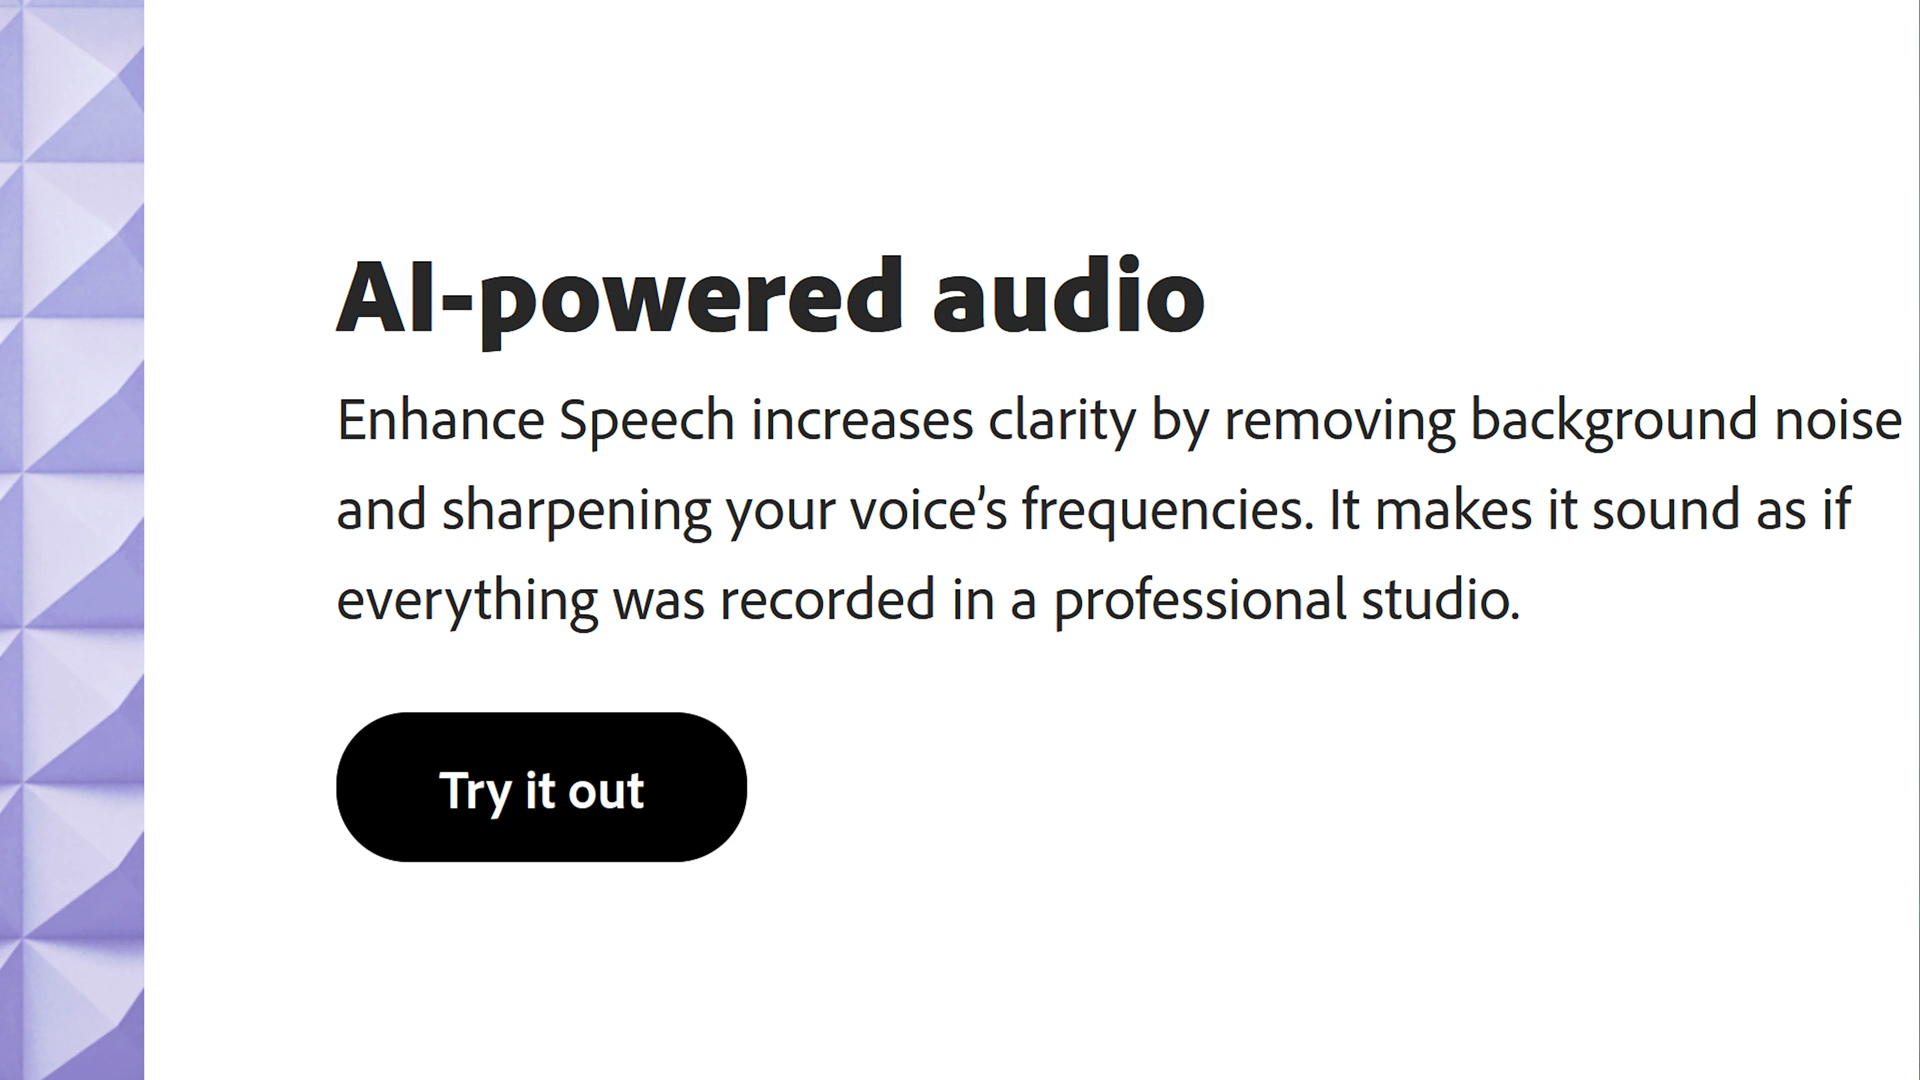 AI-powered audio
Enhance Speech increases clarity by removing background noise
and sharpening your voice’s frequencies. It makes it sound as if
everything was recorded in a professional studio.
Try it out